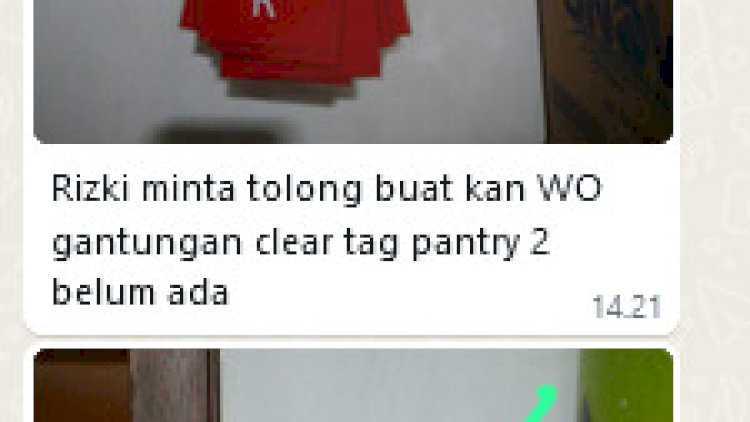 K
Rizki minta tolong buat kan WO
gantungan clear tag pantry 2
belum ada
14.21